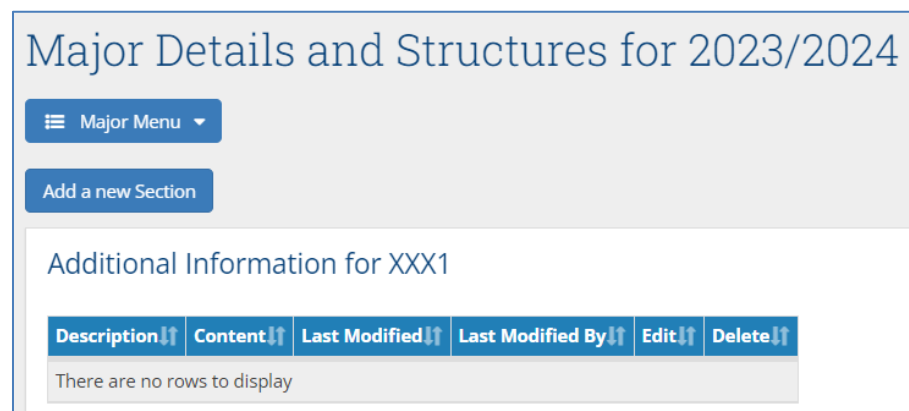 Major Details and Structures for 2023/2024
Major Menu
Add a new Section
Additional Information for XXX1
Description Content Last Modified Last Modified By Edit Delete
There are no rows to display